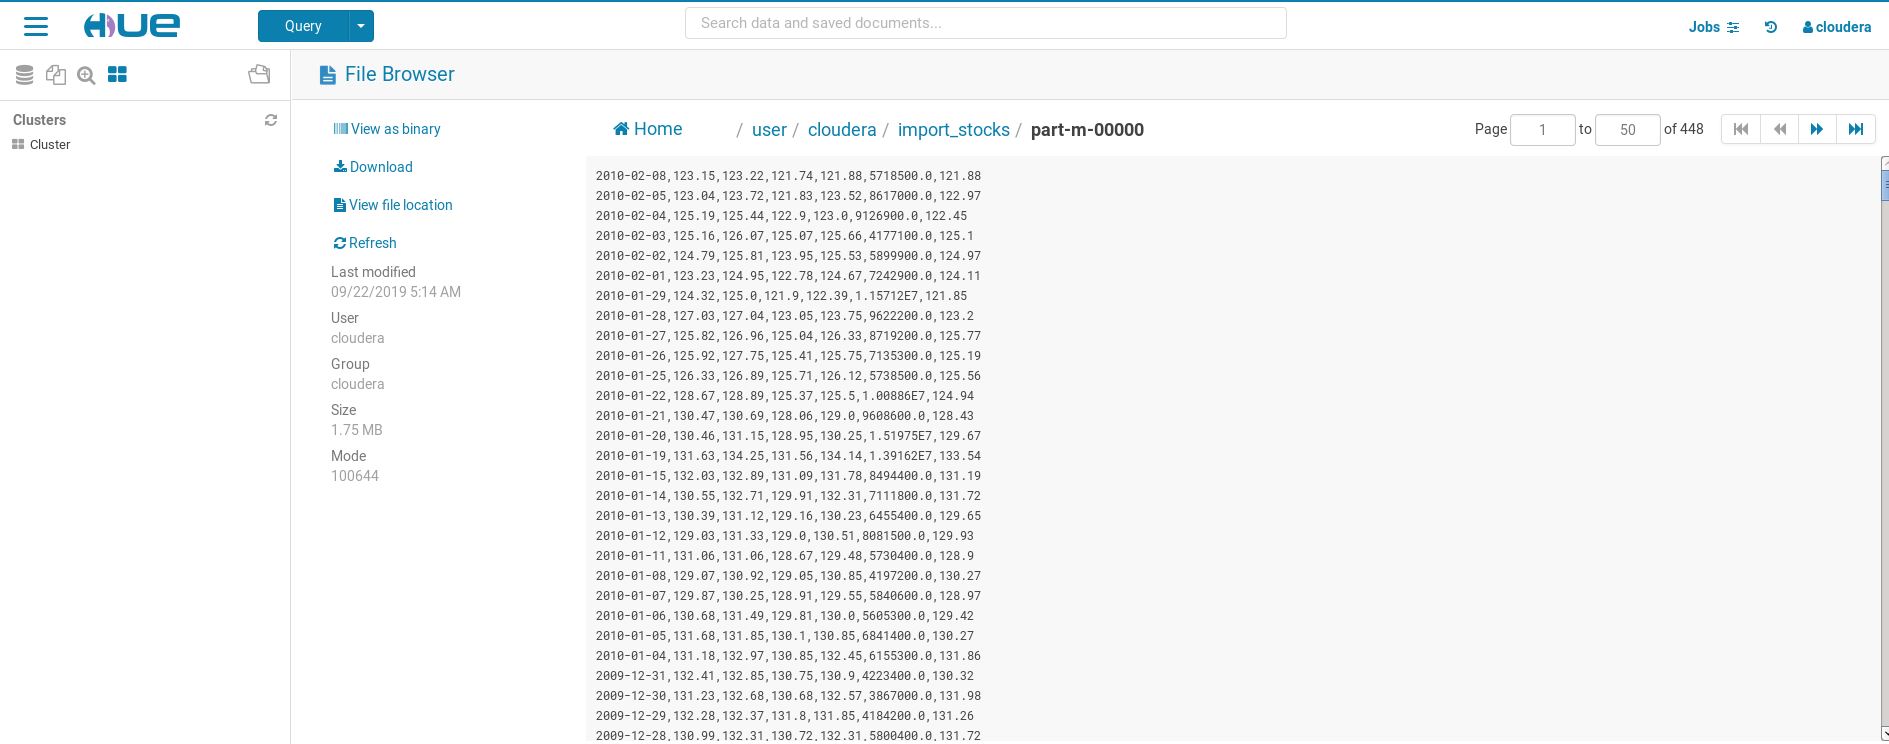 HUE
Query
Search data and saved documents...
Jobs
cloudera
File Browser
Clusters
Cluster
View as binary
Download
View file location
Refresh
Last modified
09/22/2019 5:14 AM
User
cloudera
Group
cloudera
Size
1.75 MB
Mode
100644
Home / user / cloudera / import_stocks / part-m-00000
Page 1 to 50 of 448
2010-02-08,123.15,123.22,121.74,121.88,5718500.0,121.88
2010-02-05,123.04,123.72,121.83,123.52,8617000.0,122.97
2010-02-04,125.19,125.44,122.9,123.0,9126900.0,122.45
2010-02-03,125.16,126.07,125.07,125.66,4177100.0,125.1
2010-02-02,124.79,125.81,123.95,125.53,5899900.0,124.97
2010-02-01,123.23,124.95,122.78,124.67,7242900.0,124.11
2010-01-29,124.32,125.0,121.9,122.39,1.15712E7,121.85
2010-01-28,127.03,127.04,123.05,123.75,9622200.0,123.2
2010-01-27,125.82,126.96,125.04,126.33,8719200.0,125.77
2010-01-26,125.92,127.75,125.41,125.75,7135300.0,125.19
2010-01-25,126.33,126.89,125.71,126.12,5738500.0,125.56
2010-01-22,128.67,128.89,125.37,125.5,1.00886E7,124.94
2010-01-21,130.47,130.69,128.06,129.0,9608600.0,128.43
2010-01-20,130.46,131.15,128.95,130.25,1.51975E7,129.67
2010-01-19,131.63,134.25,131.56,134.14,1.39162E7,133.54
2010-01-15,132.03,132.89,131.09,131.78,8494400.0,131.19
2010-01-14,130.55,132.71,129.91,132.31,7111800.0,131.72
2010-01-13,130.39,131.12,129.16,130.23,6455400.0,129.65
2010-01-12,129.03,131.33,129.0,130.51,8081500.0,129.93
2010-01-11,131.06,131.06,128.67,129.48,5730400.0,128.9
2010-01-08,129.07,130.92,129.05,130.85,4197200.0,130.27
2010-01-07,129.87,130.25,128.91,129.55,5840600.0,128.97
2010-01-06,130.68,131.49,129.81,130.0,5605300.0,129.42
2010-01-05,131.68,131.85,130.1,130.85,6841400.0,130.27
2010-01-04,131.18,132.97,130.85,132.45,6155300.0,131.86
2009-12-31,132.41,132.85,130.75,130.9,4223400.0,130.32
2009-12-30,131.23,132.68,130.68,132.57,3867000.0,131.98
2009-12-29,132.28,132.37,131.8,131.85,4184200.0,131.26
2009-12-28,130.99,132.31,130.72,132.31,5800400.0,131.72